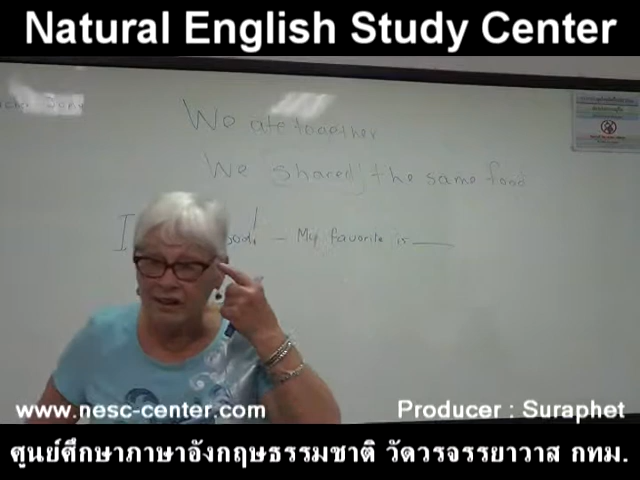 Natural English Study Center
We ate together
We shared the same food
I ood! - My favorite is
www.nesc-center.com
Producer : Suraphet
ศูนย์ศึกษาภาษาอังกฤษธรรมชาติ วัดวรจรรยาวาส กทม.